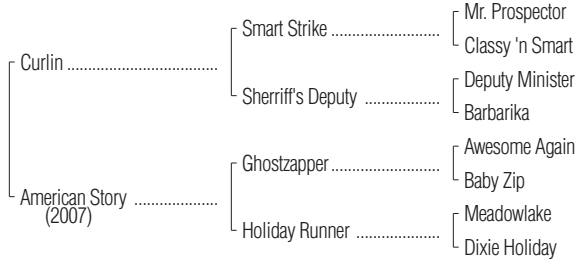 Mr. Prospector
Smart Strike ........................
Classy 'n Smart
Curlin ..................................
Deputy Minister
Sherriff's Deputy .................
Barbarika
Awesome Again
Ghostzapper........................
Baby Zip
American Story ..................
(2007)
Meadowlake
Holiday Runner ..................
Dixie Holiday